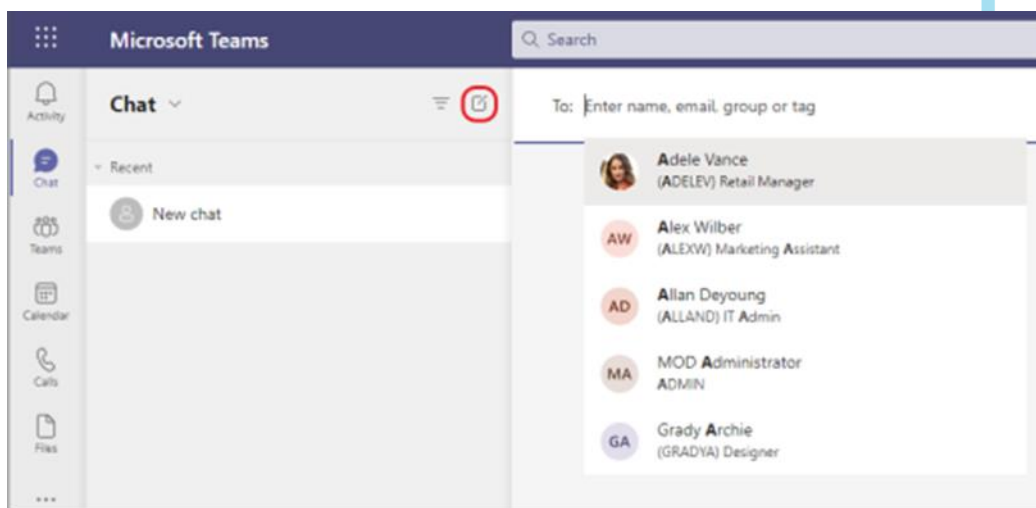 Microsoft Teams
Search
Activity
Chat
Teams
Calendar
Calls
Files
Chat
Recent
New chat
To: Enter name, email, group or tag
Adele Vance
(ADELEV) Retail Manager
AW
Alex Wilber
(ALEXW) Marketing Assistant
AD
Allan Deyoung
(ALLAND) IT Admin
MA
MOD Administrator
ADMIN
GA
Grady Archie
(GRADYA) Designer